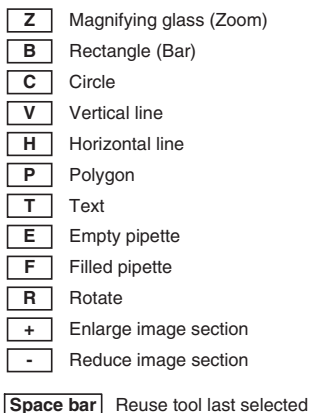 Z Magnifying glass (Zoom)
B Rectangle (Bar)
C Circle
V Vertical line
H Horizontal line
P Polygon
T Text
E Empty pipette
F Filled pipette
R Rotate
+ Enlarge image section
- Reduce image section
Space bar Reuse tool last selected